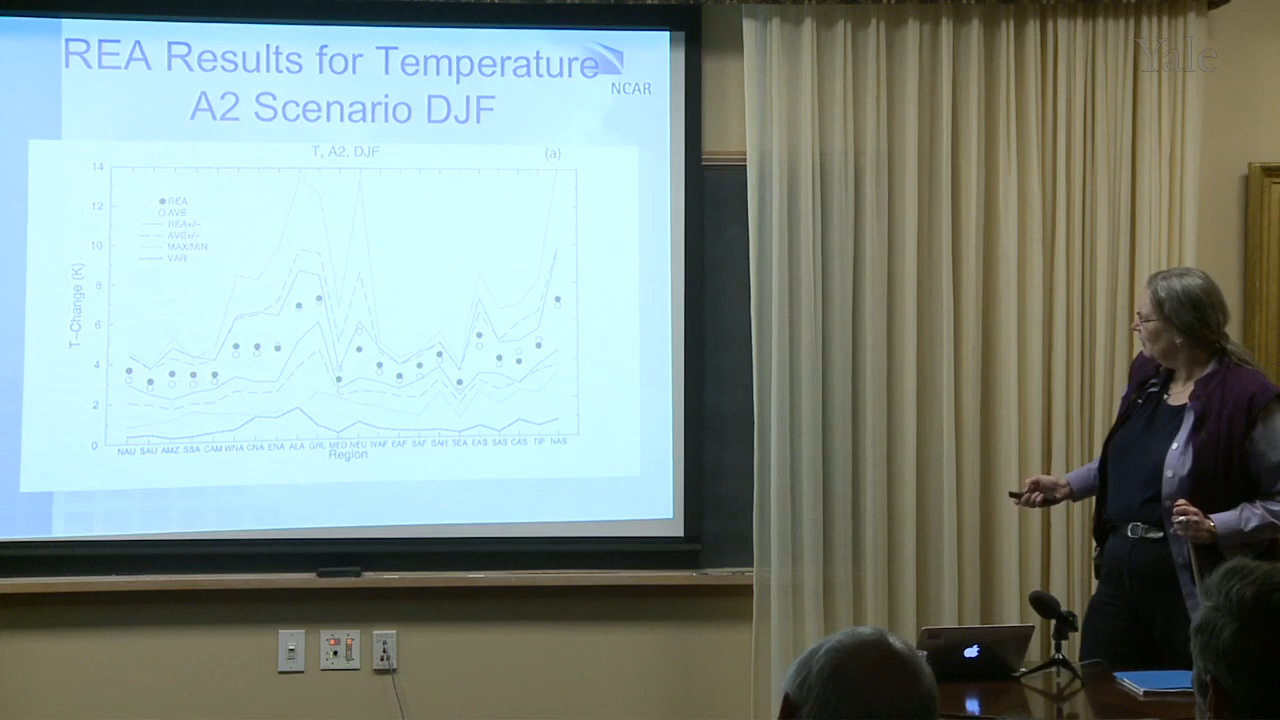 REA Results for Temperature
A2 Scenario DJF
NCAR
Yale
T, A2, DJF
(a)
14
12
10
8
6
4
2
0
T-Change (K)
REA
AVE
REA+/-
AVE+/-
MAX/MIN
VAR
NAU SAU AMZ SSA CAM WNA CNA ENA ALA GRL MED NEU WAF EAF SAF SAH SEA EAS SAS CAS TIP NAS
Region